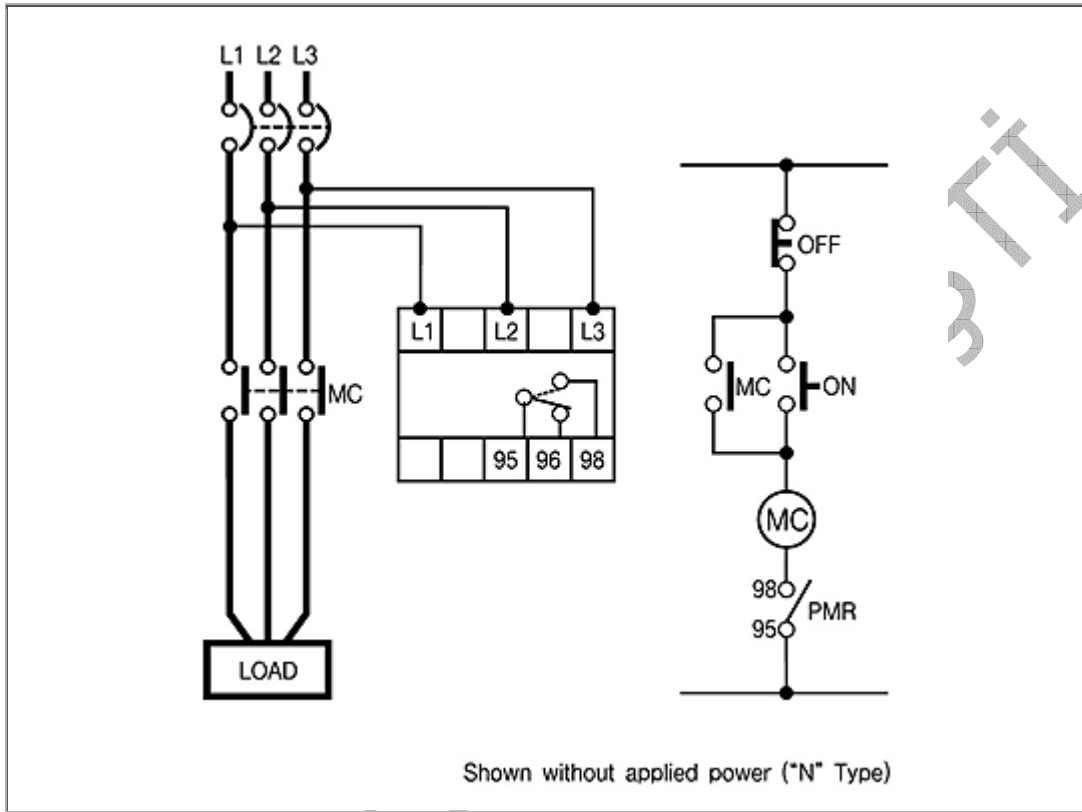 L1 L2 L3
OFF
L1 L2 L3
MC
MC ON
95 96 98
MC
98
PMR
95
LOAD
Shown without applied power ("N" Type)